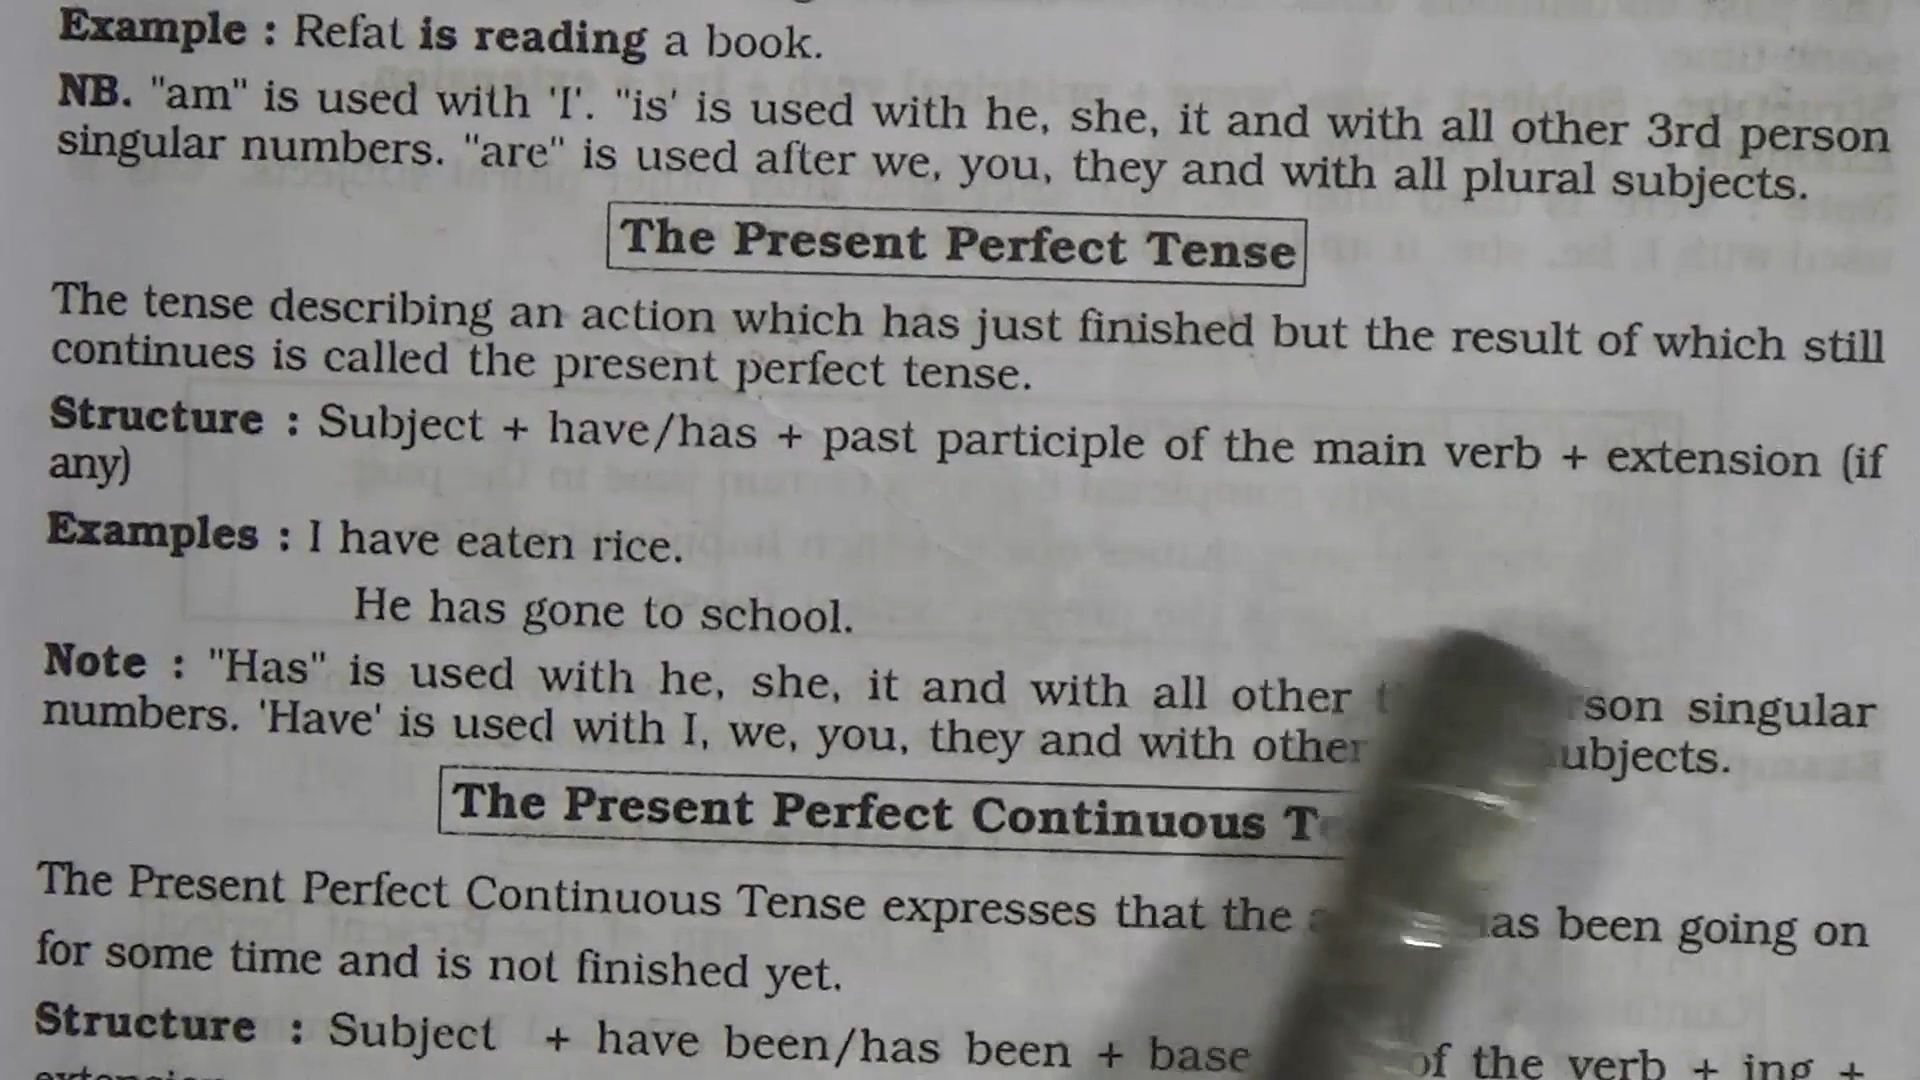 Example : Refat is reading a book.
NB. "am" is used with 'I'. "is' is used with he, she, it and with all other 3rd person
singular numbers. "are" is used after we, you, they and with all plural subjects.
The Present Perfect Tense
The tense describing an action which has just finished but the result of which still
continues is called the present perfect tense.
Structure : Subject + have/has + past participle of the main verb + extension (if
any)
Examples : I have eaten rice.
He has gone to school.
Note : "Has" is used with he, she, it and with all other singular
numbers. 'Have' is used with I, we, you, they and with other
The Present Perfect Continuous
The Present Perfect Continuous Tense expresses that the been going on
for some time and is not finished yet.
Structure : Subject + have been/has been + base of the verb + ing +